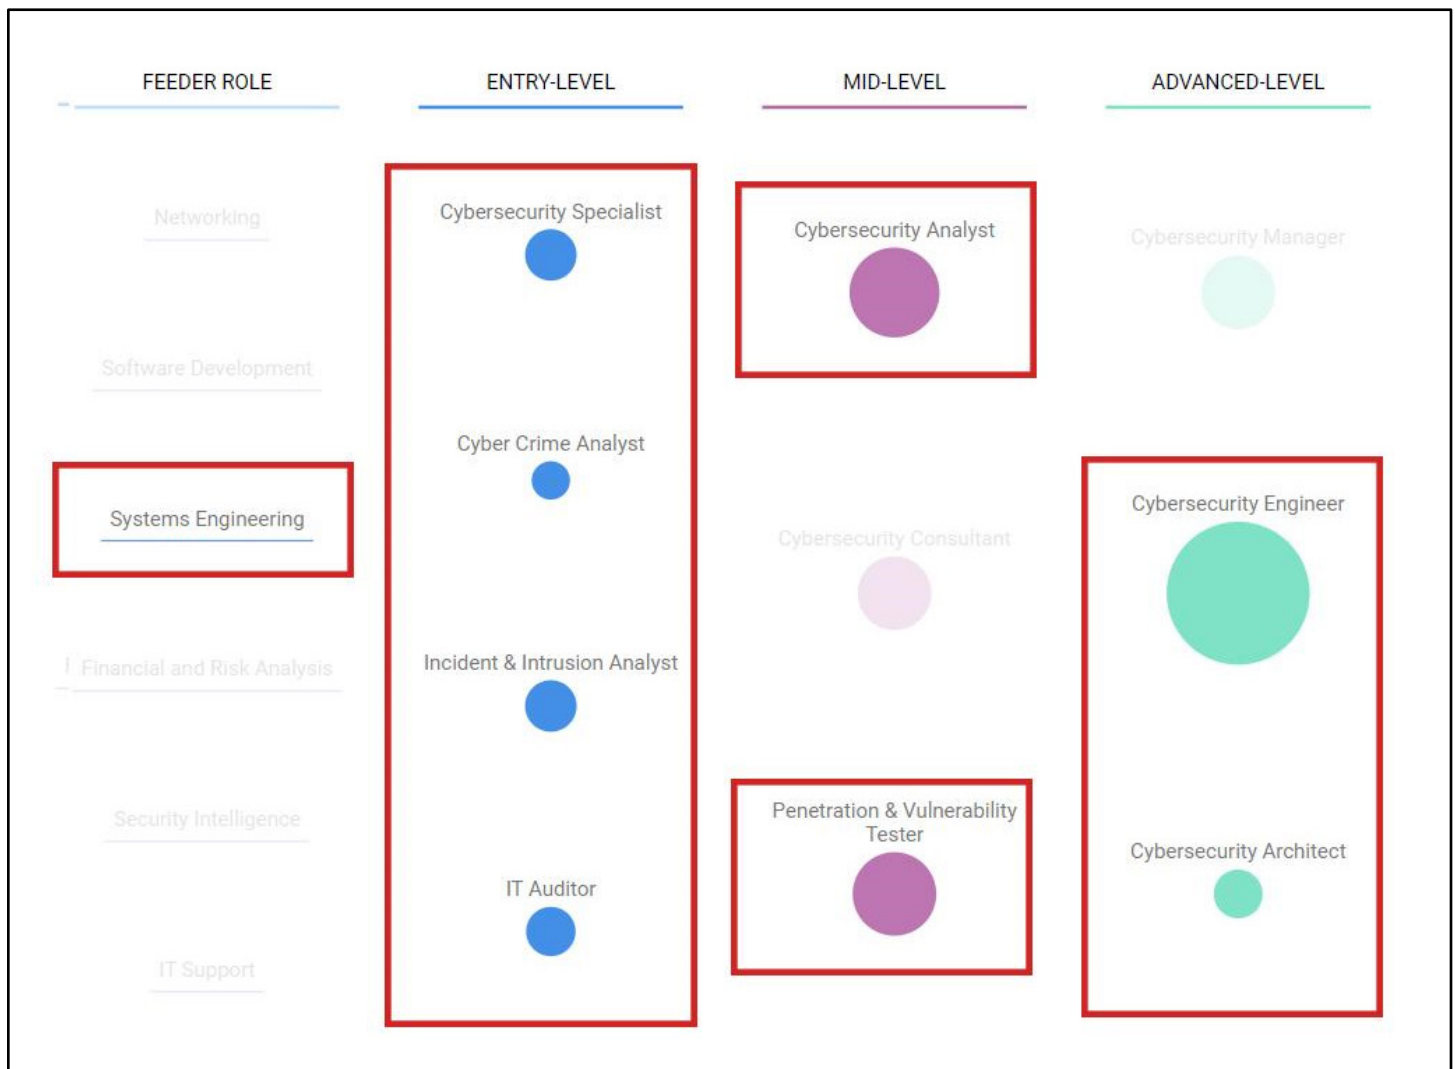 FEEDER ROLE
ENTRY-LEVEL
MID-LEVEL
ADVANCED-LEVEL
Networking
Software Development
Systems Engineering
Financial and Risk Analysis
Security Intelligence
IT Support
Cybersecurity Specialist
Cyber Crime Analyst
Incident & Intrusion Analyst
IT Auditor
Cybersecurity Analyst
Cybersecurity Consultant
Penetration & Vulnerability
Tester
Cybersecurity Manager
Cybersecurity Engineer
Cybersecurity Architect